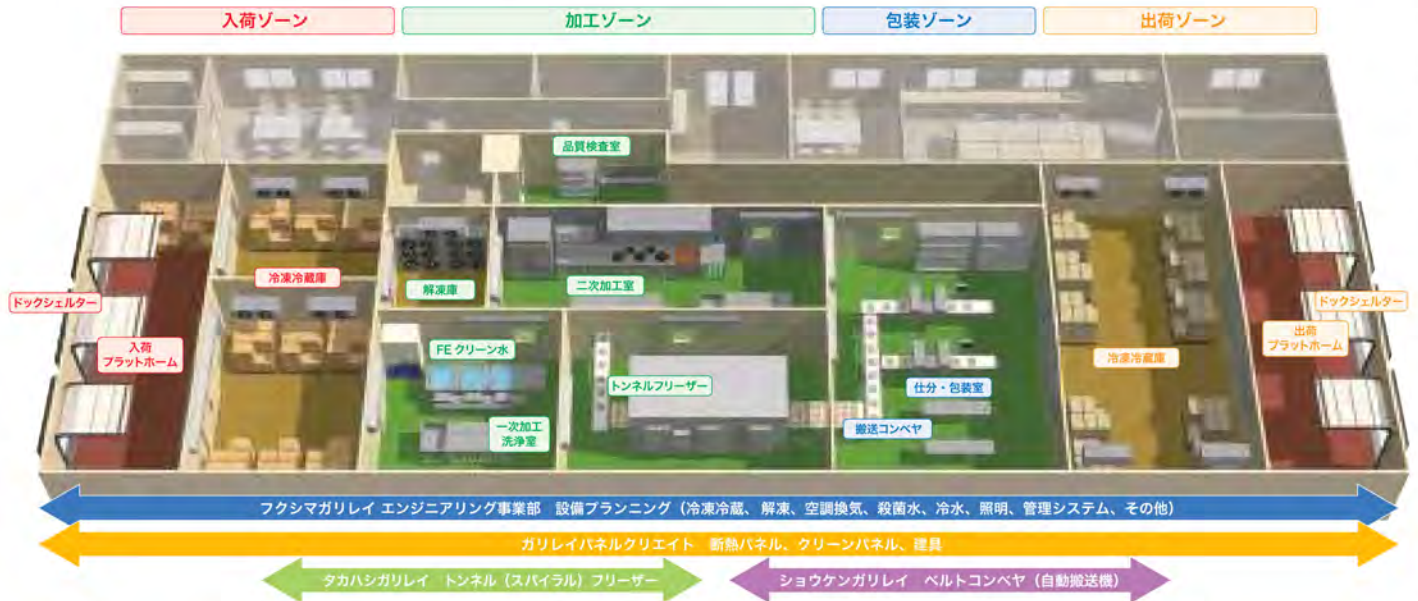 入荷ゾーン
加工ゾーン
包装ゾーン
出荷ゾーン
品質検査室
冷凍冷蔵庫
解凍庫
二次加工室
ドックシェルター
ドックシェルター
入荷
プラットホーム
出荷
プラットホーム
FEクリーン水
トンネルフリーザー
仕分・包装室
冷凍冷蔵庫
一次加工
洗浄室
搬送コンベヤ
フクシマガリレイ エンジニアリング事業部　設備プランニング（冷凍冷蔵、解凍、空調換気、殺菌水、冷水、照明、管理システム、その他）
ガリレイパネルクリエイト　断熱パネル、クリーンパネル、建具
タカハシガリレイ　トンネル（スパイラル）フリーザー
ショウケンガリレイ　ベルトコンベヤ（自動搬送機）